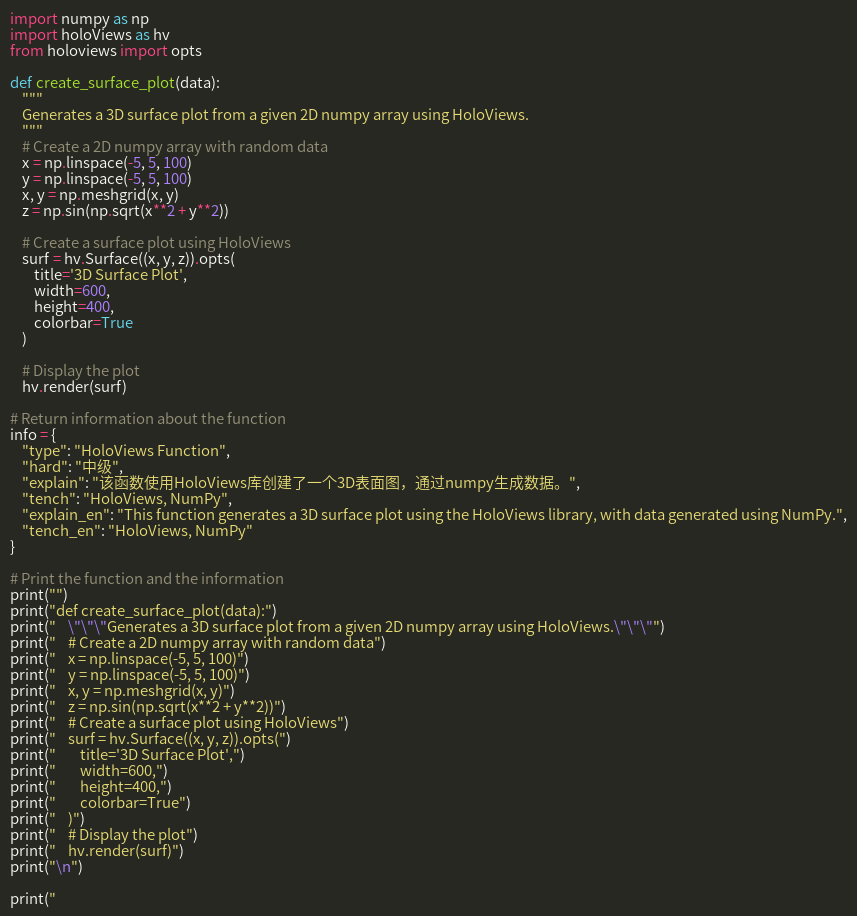 import numpy as np
import holoViews as hv
from holoviews import opts

def create_surface_plot(data):
    """
    Generates a 3D surface plot from a given 2D numpy array using HoloViews.
    """
    # Create a 2D numpy array with random data
    x = np.linspace(-5, 5, 100)
    y = np.linspace(-5, 5, 100)
    x, y = np.meshgrid(x, y)
    z = np.sin(np.sqrt(x**2 + y**2))

    # Create a surface plot using HoloViews
    surf = hv.Surface((x, y, z)).opts(
        title='3D Surface Plot',
        width=600,
        height=400,
        colorbar=True
    )

    # Display the plot
    hv.render(surf)

# Return information about the function
info = {
    "type": "HoloViews Function",
    "hard": "中级",
    "explain": "该函数使用HoloViews库创建了一个3D表面图，通过numpy生成数据。",
    "tench": "HoloViews, NumPy",
    "explain_en": "This function generates a 3D surface plot using the HoloViews library, with data generated using NumPy.",
    "tench_en": "HoloViews, NumPy"
}

# Print the function and the information
print("")
print("def create_surface_plot(data):")
print("    \"\"\"Generates a 3D surface plot from a given 2D numpy array using HoloViews.\"\"\"")
print("    # Create a 2D numpy array with random data")
print("    x = np.linspace(-5, 5, 100)")
print("    y = np.linspace(-5, 5, 100)")
print("    x, y = np.meshgrid(x, y)")
print("    z = np.sin(np.sqrt(x**2 + y**2))")
print("    # Create a surface plot using HoloViews")
print("    surf = hv.Surface((x, y, z)).opts(")
print("        title='3D Surface Plot',")
print("        width=600,")
print("        height=400,")
print("        colorbar=True")
print("    )")
print("    # Display the plot")
print("    hv.render(surf)")
print("\n")

print("